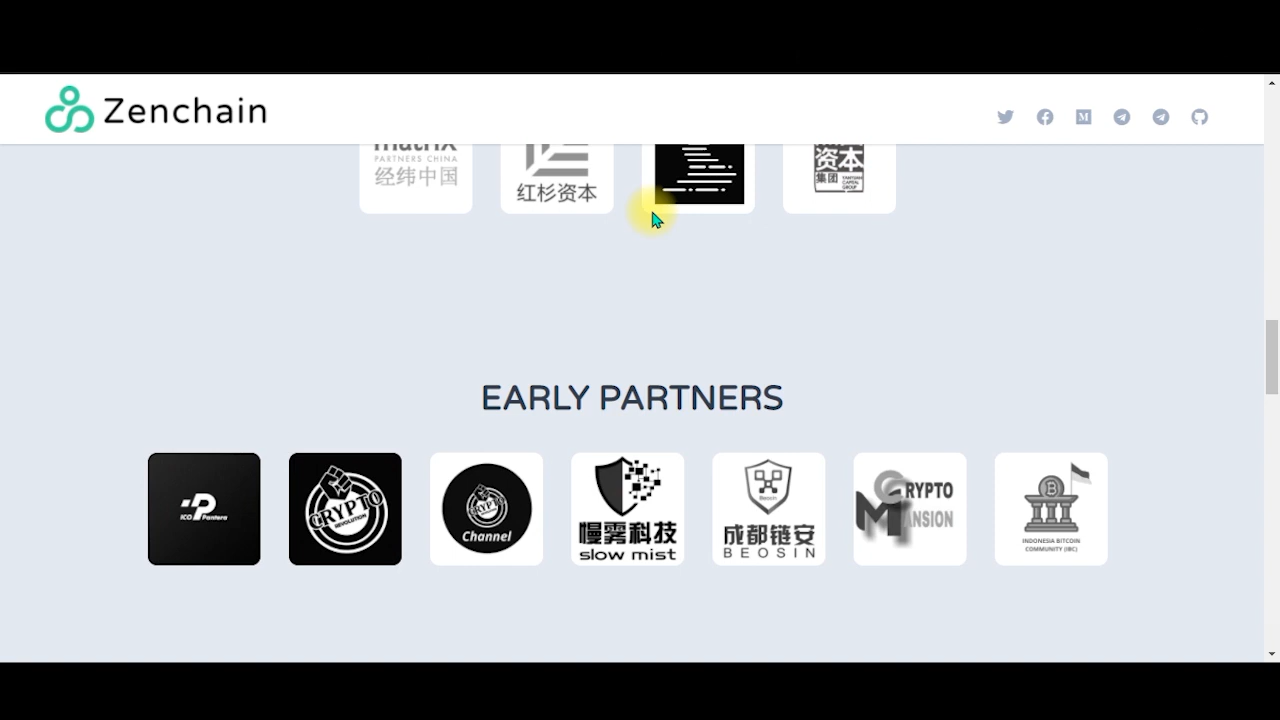 Zenchain
matrix
PARTNERS CHINA
经纬中国
红杉资本
资本
集团
EARLY PARTNERS
ICO Pantera
CRYPTO
REVOLUTION
CRYPTO
Channel
慢雾科技
slow mist
Beosin
成都链安
BEOSIN
CRYPTO
MANSION
INDONESIA BITCOIN
COMMUNITY (IBC)